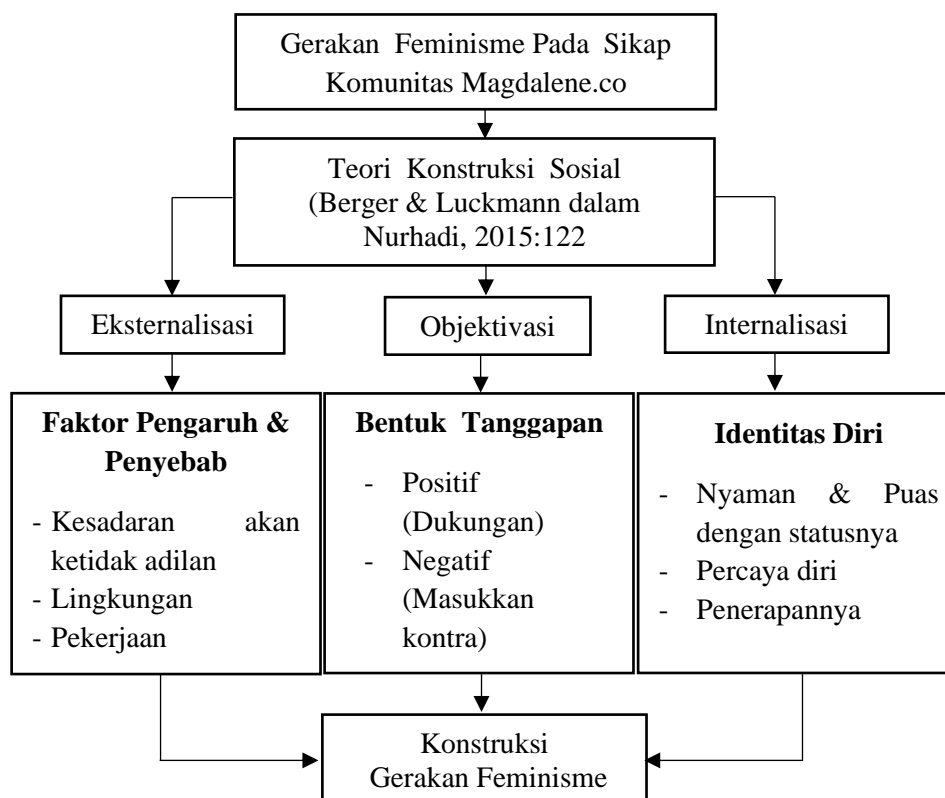 Gerakan Feminisme Pada Sikap
Komunitas Magdalene.co
Teori Konstruksi Sosial
(Berger & Luckmann dalam
Nurhadi, 2015:122
Eksternalisasi
Objektivasi
Internalisasi
Faktor Pengaruh &
Penyebab
- Kesadaran akan
ketidak adilan
- Lingkungan
- Pekerjaan
Bentuk Tanggapan
- Positif
(Dukungan)
- Negatif
(Masukkan
kontra)
Identitas Diri
- Nyaman & Puas
dengan statusnya
- Percaya diri
- Penerapannya
Konstruksi
Gerakan Feminisme